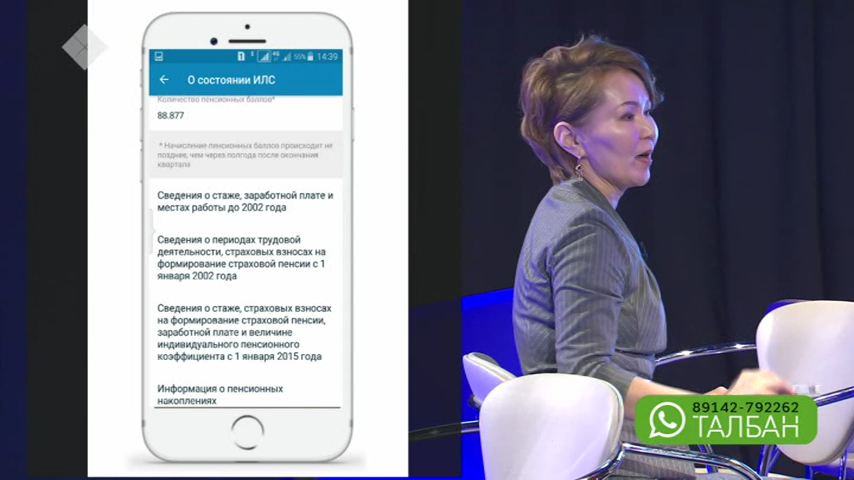 55% 14:39
О состоянии ИЛС
Количество пенсионных баллов*
88.877
* Начисление пенсионных баллов происходит не
позднее, чем через полгода после окончания
квартала
Сведения о стаже, заработной плате и
местах работы до 2002 года
Сведения о периодах трудовой
деятельности, страховых взносах на
формирование страховой пенсии с 1
января 2002 года
Сведения о стаже, страховых взносах
на формирование страховой пенсии,
заработной плате и величине
индивидуального пенсионного
коэффициента с 1 января 2015 года
Информация о пенсионных
накоплениях
89142-792262
ТАЛБАН